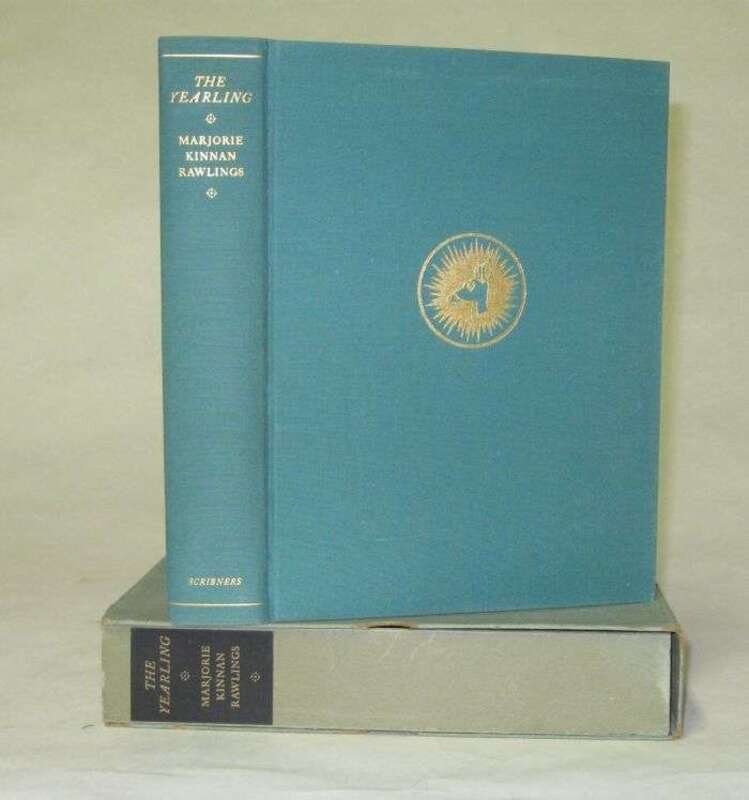 THE
YEARLING
MARJORIE
KINNAN
RAWLINGS
SCRIBNERS
THE
YEARLING
MARJORIE
KINNAN
RAWLINGS